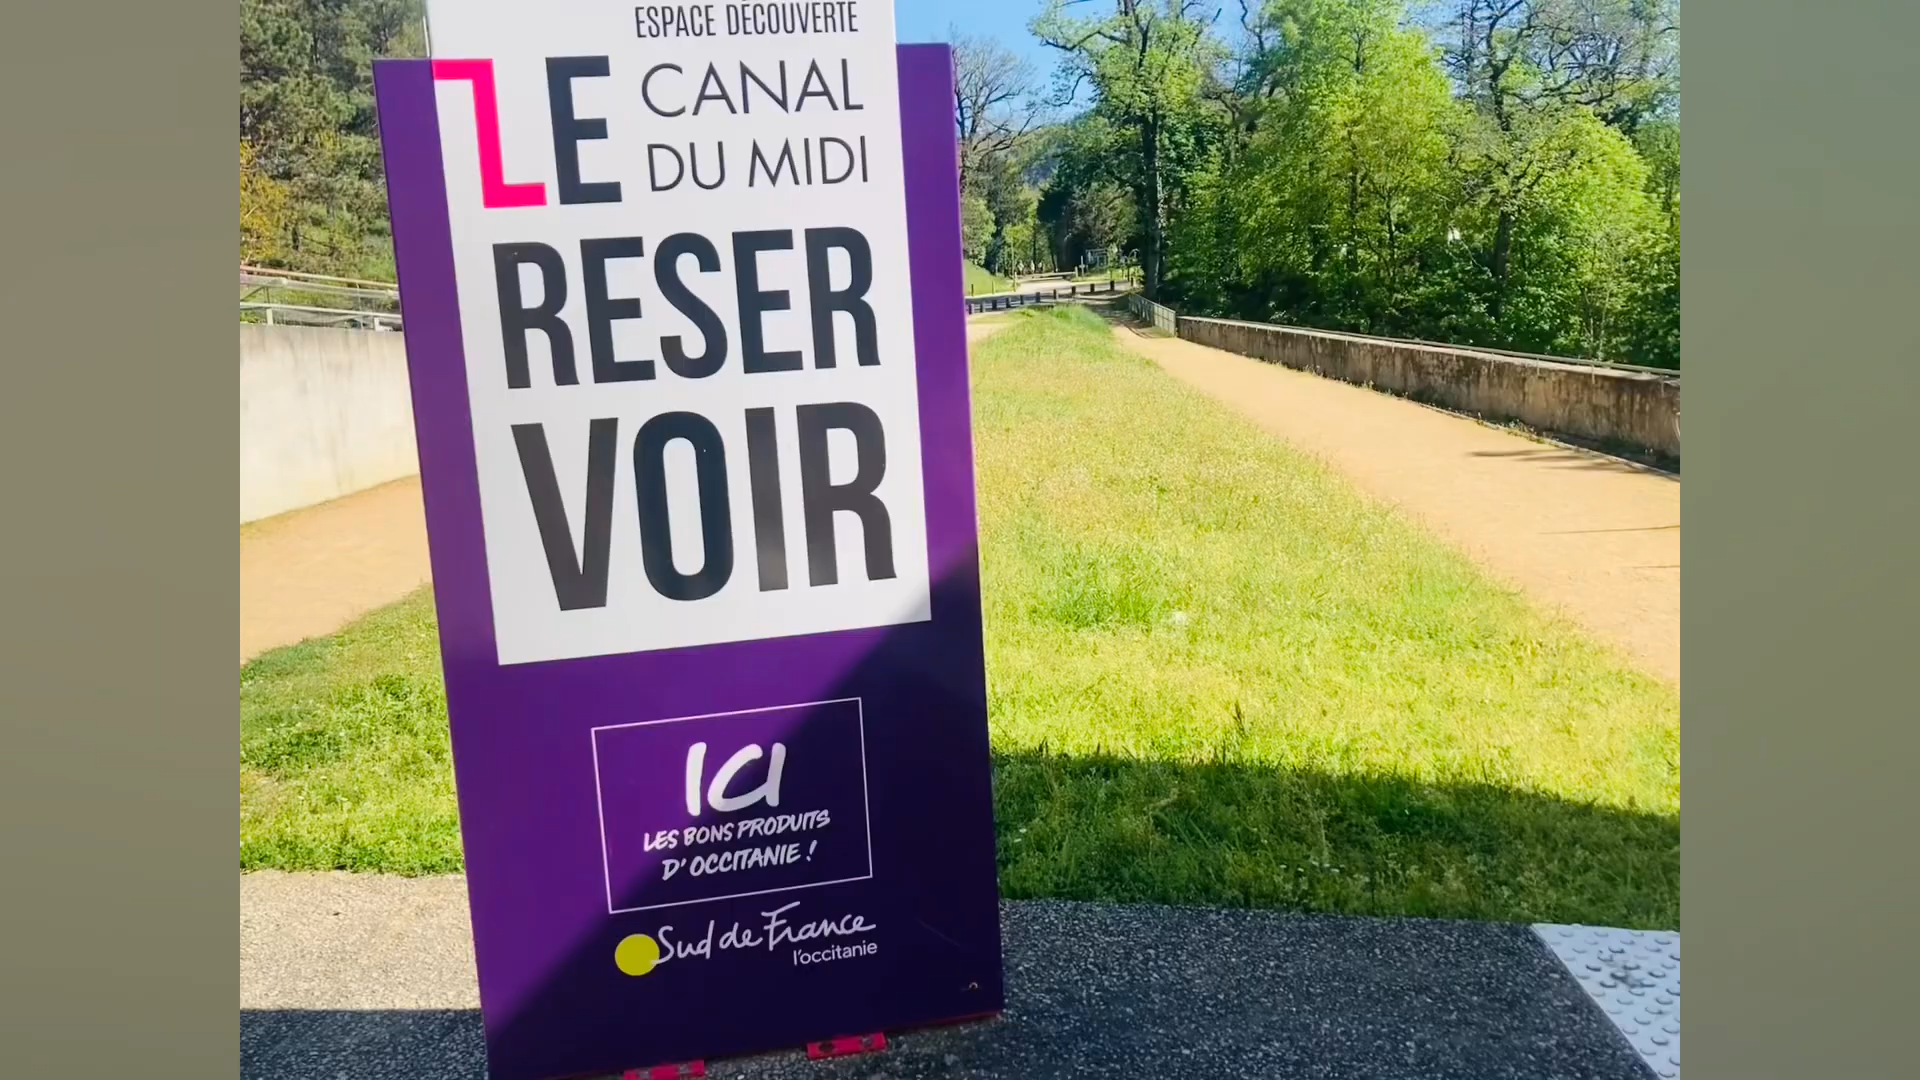 ESPACE DÉCOUVERTE
LE CANAL
DU MIDI
RESER
VOIR
ICI
LES BONS PRODUITS
D'OCCITANIE !
Sud de France
l'occitanie